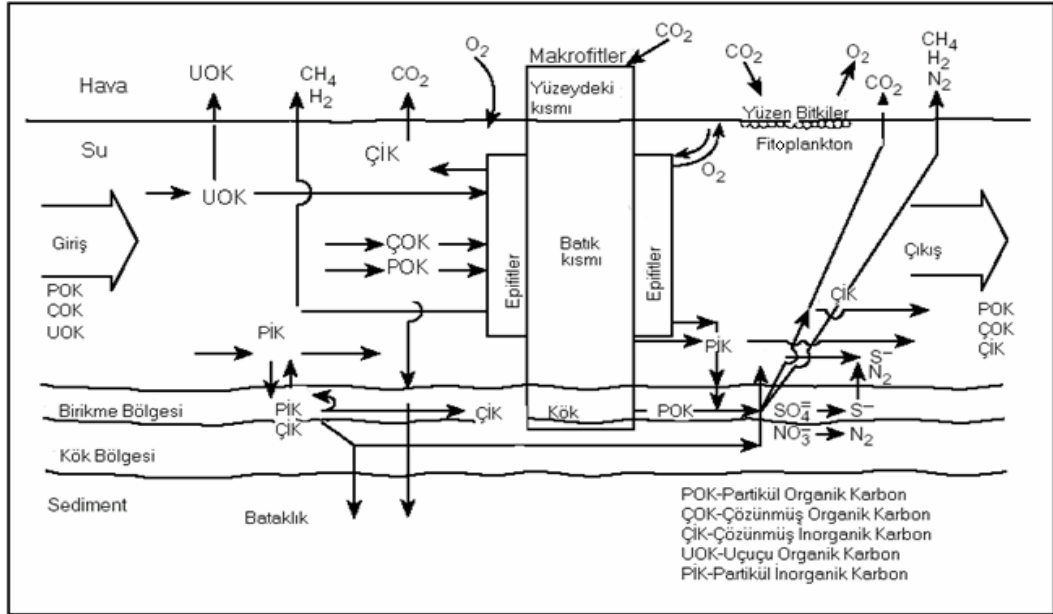 Hava
UOK
CH4
H2
CO2
O2
Makrofitler
CO2
Yüzeydeki
kısmı
CO2
O2
Yüzen Bitkiler
Fitoplankton
CO2
CH4
H2
N2
Su
ÇİK
UOK
O2
Giriş
ÇOK
POK
Epifitler
Batık
kısmı
Epifitler
Çıkış
POK
COK
UOK
PİK
PİK
ÇİK
POK
ÇOK
ÇİK
S–
N2
Birikme Bölgesi
PİK
ÇİK
ÇİK
Kök
POK
SO4=
S–
NO3=
N2
Kök Bölgesi
Sediment
Bataklık
POK-Partikül Organik Karbon
ÇOK-Çözünmüş Organik Karbon
ÇİK-Çözünmüş İnorganik Karbon
UOK-Uçuçu Organik Karbon
PİK-Partikül İnorganik Karbon